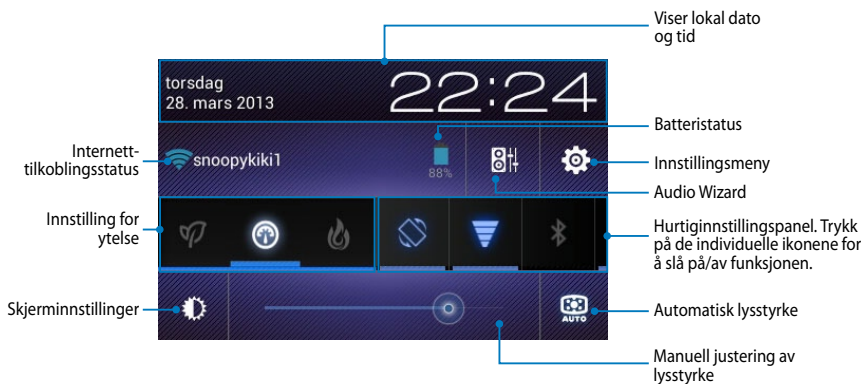 Viser lokal dato
og tid
torsdag
28. mars 2013
22:24
Batteristatus
Internett-
tilkoblingsstatus
snoopykiki1
88%
Innstillingsmeny
Audio Wizard
Innstilling for
ytelse
Hurtiginnstillingspanel. Trykk
på de individuelle ikonene for
å slå på/av funksjonen.
Skjerminnstillinger
AUTO
Automatisk lysstyrke
Manuell justering av
lysstyrke